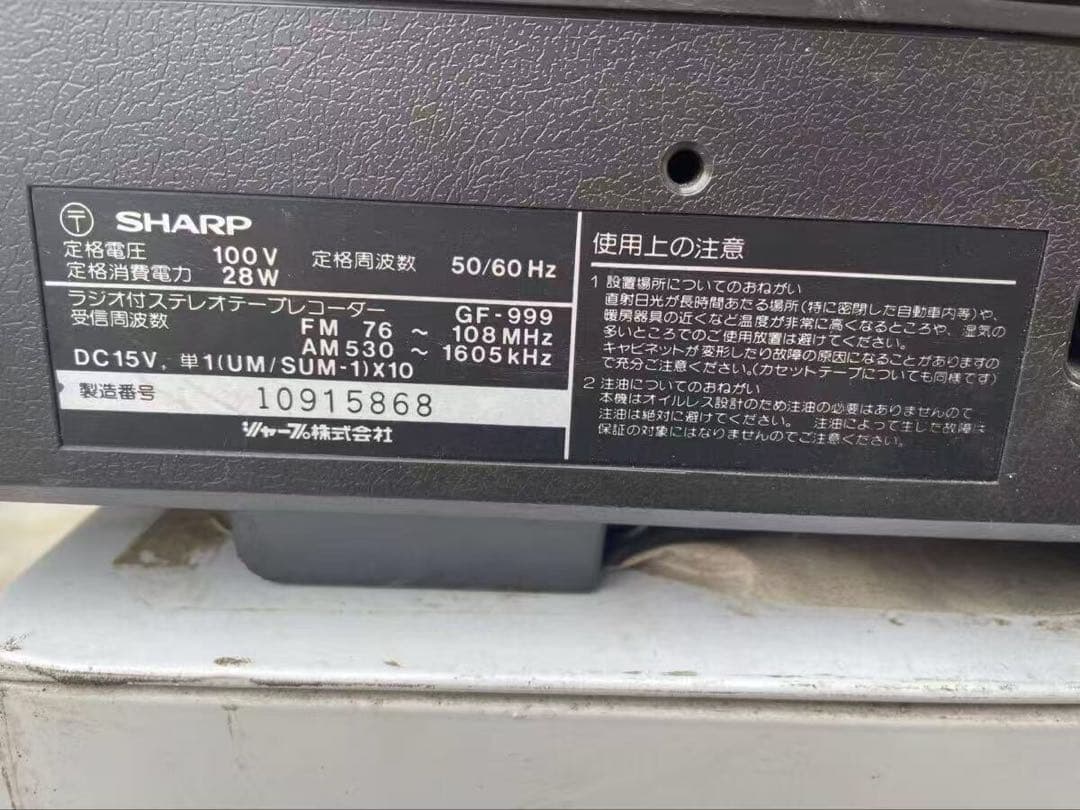 〒 SHARP
定格電圧 100V 定格周波数 50/60Hz
定格消費電力 28W
ラジオ付ステレオテープレコーダー GF-999
受信周波数 FM 76 ～ 108MHz
AM 530 ～ 1605kHz
DC15V, 単1(UM/SUM-1)X10
製造番号 10915868
シャープ株式会社
使用上の注意
1 設置場所についてのおねがい
直射日光が長時間あたる場所(特に密閉した自動車内等)や、
暖房器具の近くなど温度が非常に高くなるところや、湿気の
多いところでのご使用放置は避けてください。
キャビネットが変形したり故障の原因になることがありますの
で充分ご注意ください。(カセットテープについても同様です)
2 注油についてのおねがい
本機はオイルレス設計のため注油の必要はありませんので
注油は絶対に避けてください。 注油によって生じた故障は
保証の対象にはなりませんのでご注意ください。